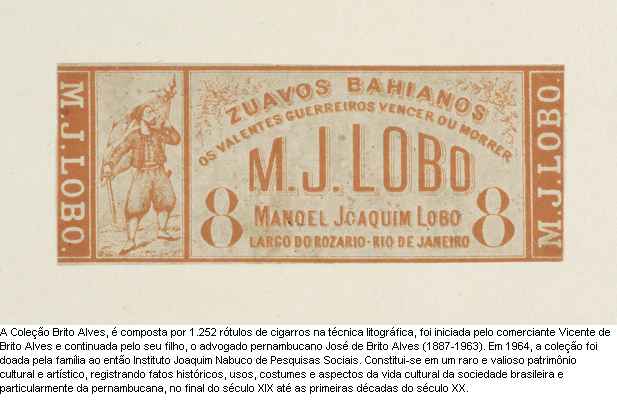 M. J. LOBO.
ZUAVOS BAHIANOS
OS VALENTES GUERREIROS VENCER OU MORRER
M. J. LOBO
8 MANOEL JOAQUIM LOBO 8
LARGO DO ROZARIO - RIO DE JANEIRO
M. J. LOBO.
A Coleção Brito Alves, é composta por 1.252 rótulos de cigarros na técnica litográfica, foi iniciada pelo comerciante Vicente de
Brito Alves e continuada pelo seu filho, o advogado pernambucano José de Brito Alves (1887-1963). Em 1964, a coleção foi
doada pela família ao então Instituto Joaquim Nabuco de Pesquisas Sociais. Constitui-se em um raro e valioso patrimônio
cultural e artístico, registrando fatos históricos, usos, costumes e aspectos da vida cultural da sociedade brasileira e
particularmente da pernambucana, no final do século XIX até as primeiras décadas do século XX.